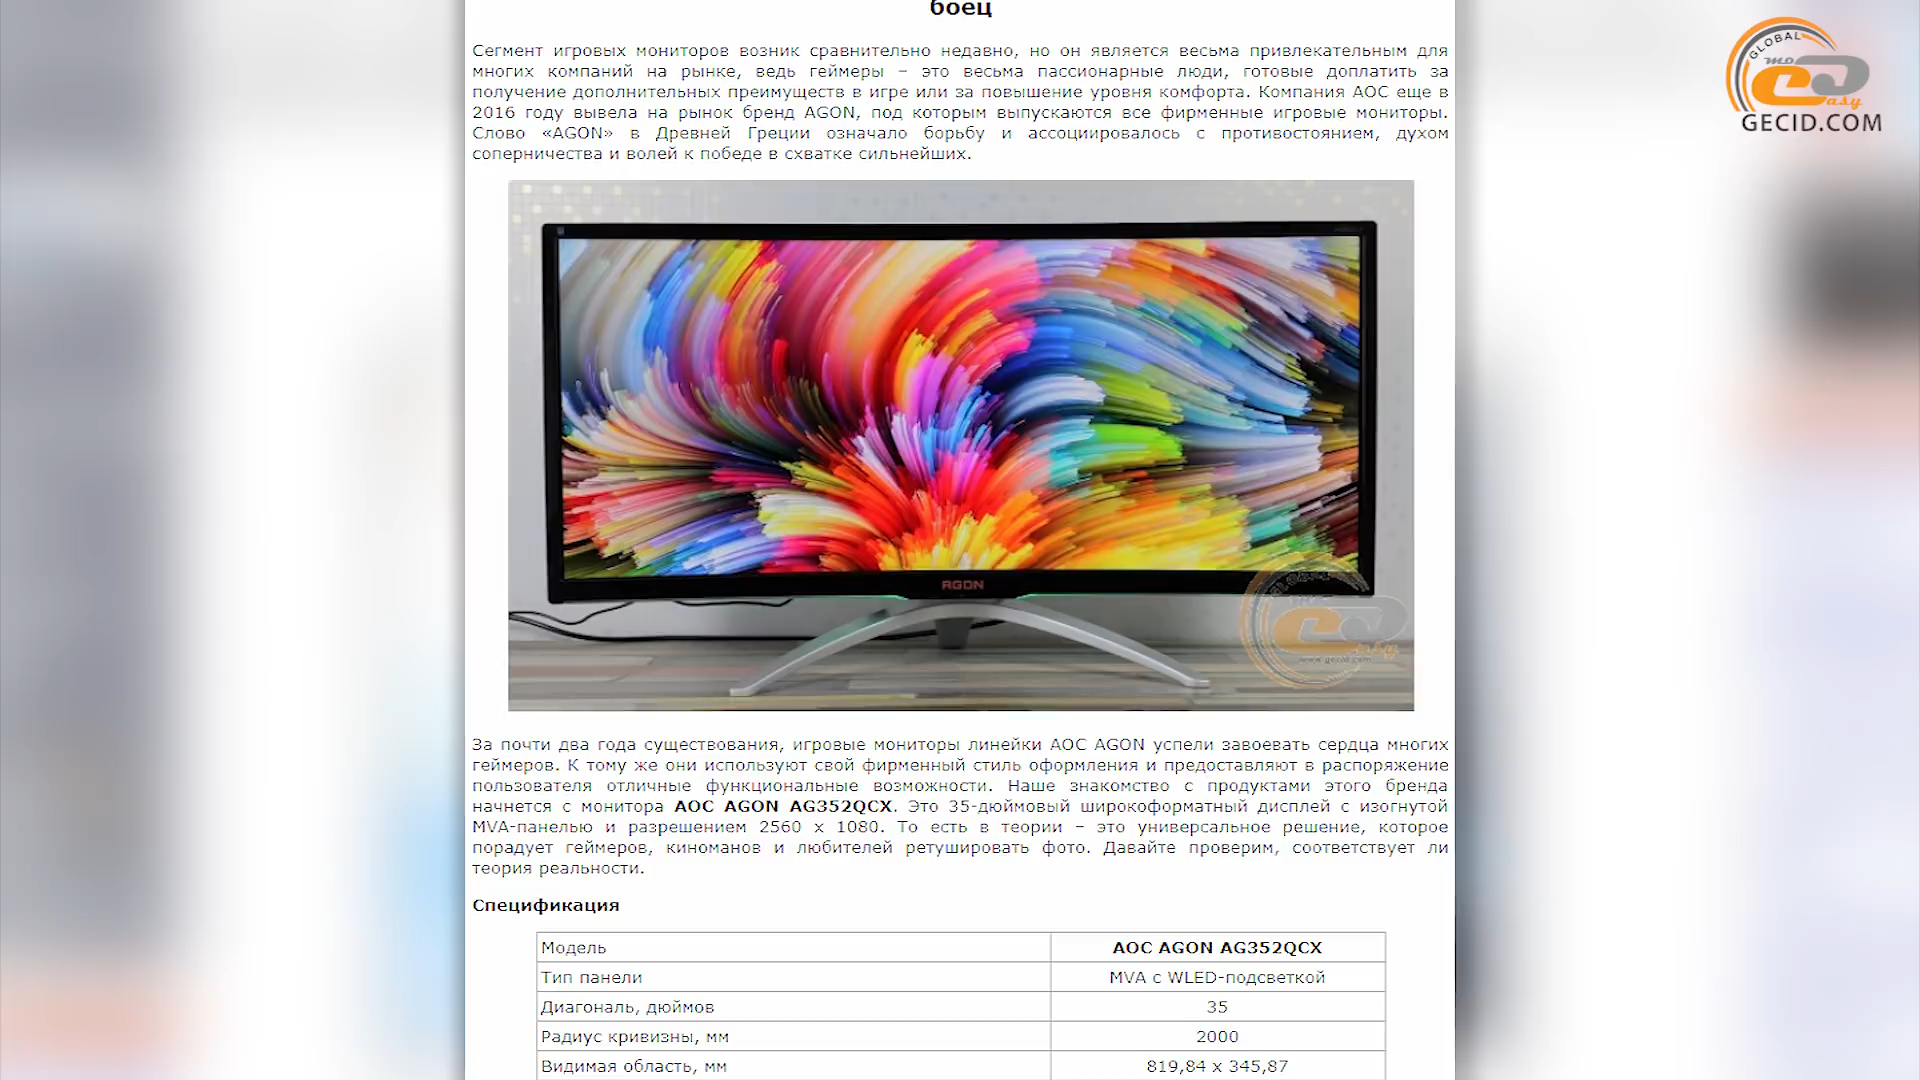 боец
GLOBAL
mo
easy
GECID.COM
Сегмент игровых мониторов возник сравнительно недавно, но он является весьма привлекательным для
многих компаний на рынке, ведь геймеры – это весьма пассионарные люди, готовые доплатить за
получение дополнительных преимуществ в игре или за повышение уровня комфорта. Компания AOC еще в
2016 году вывела на рынок бренд AGON, под которым выпускаются все фирменные игровые мониторы.
Слово «AGON» в Древней Греции означало борьбу и ассоциировалось с противостоянием, духом
соперничества и волей к победе в схватке сильнейших.
AGON
www.gecid.com
За почти два года существования, игровые мониторы линейки AOC AGON успели завоевать сердца многих
геймеров. К тому же они используют свой фирменный стиль оформления и предоставляют в распоряжение
пользователя отличные функциональные возможности. Наше знакомство с продуктами этого бренда
начнется с монитора AOC AGON AG352QCX. Это 35-дюймовый широкоформатный дисплей с изогнутой
MVA-панелью и разрешением 2560 x 1080. То есть в теории – это универсальное решение, которое
порадует геймеров, киноманов и любителей ретушировать фото. Давайте проверим, соответствует ли
теория реальности.
Спецификация
Модель AOC AGON AG352QCX
Тип панели MVA с WLED-подсветкой
Диагональ, дюймов 35
Радиус кривизны, мм 2000
Видимая область, мм 819,84 x 345,87